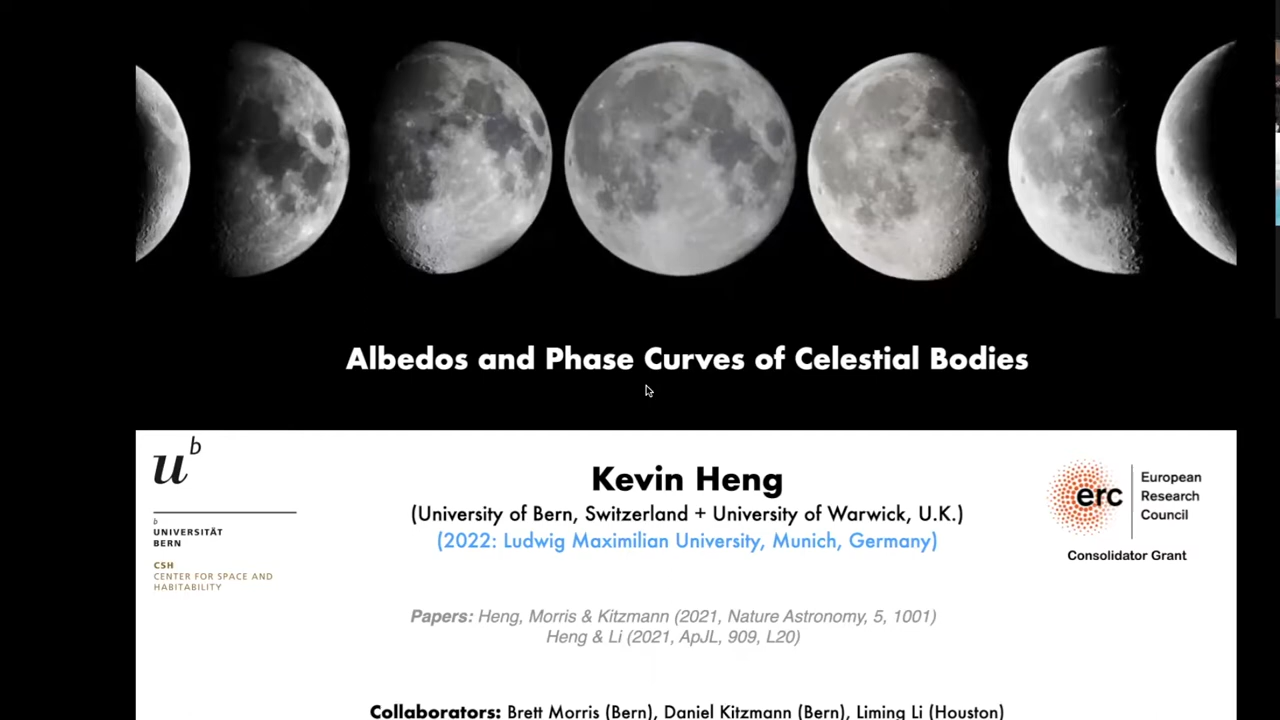 Albedos and Phase Curves of Celestial Bodies
u^b
b
UNIVERSITÄT
BERN
CSH
CENTER FOR SPACE AND
HABITABILITY
Kevin Heng
(University of Bern, Switzerland + University of Warwick, U.K.)
(2022: Ludwig Maximilian University, Munich, Germany)
erc
European
Research
Council
Consolidator Grant
Papers: Heng, Morris & Kitzmann (2021, Nature Astronomy, 5, 1001)
Heng & Li (2021, ApJL, 909, L20)
Collaborators: Brett Morris (Bern), Daniel Kitzmann (Bern), Liming Li (Houston)